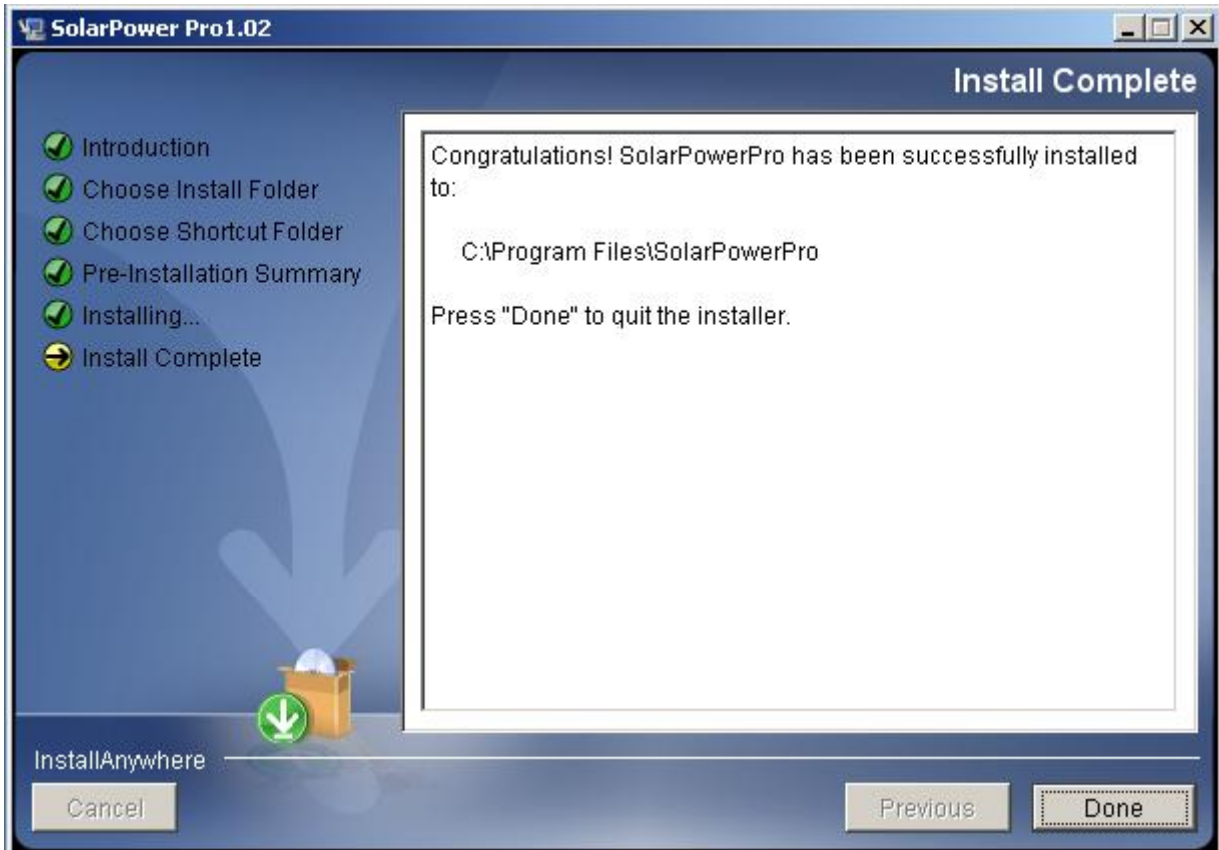 SolarPower Pro1.02
Install Complete
Introduction
Choose Install Folder
Choose Shortcut Folder
Pre-Installation Summary
Installing...
Install Complete
Congratulations! SolarPowerPro has been successfully installed
to:
C:\Program Files\SolarPowerPro
Press "Done" to quit the installer.
InstallAnywhere
Cancel
Previous
Done